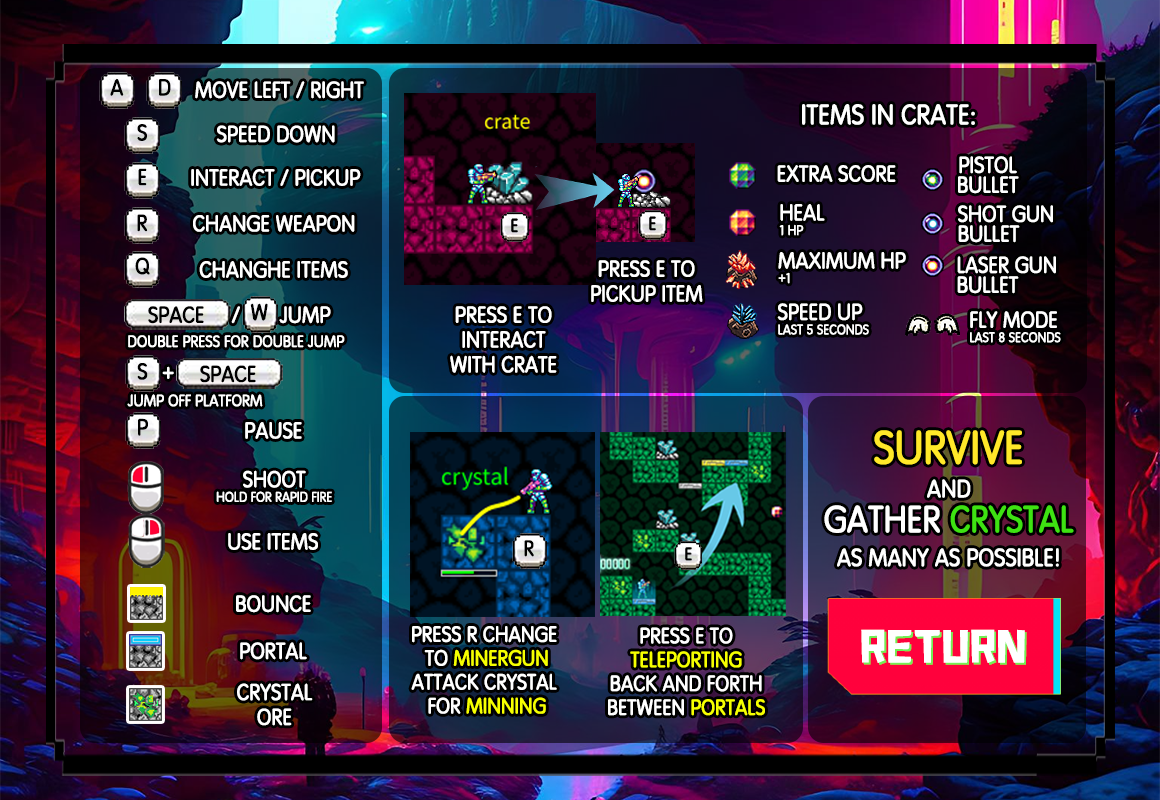 A D MOVE LEFT / RIGHT
S SPEED DOWN
E INTERACT / PICKUP
R CHANGE WEAPON
Q CHANGHE ITEMS
SPACE / W JUMP
DOUBLE PRESS FOR DOUBLE JUMP
S + SPACE
JUMP OFF PLATFORM
P PAUSE
SHOOT
HOLD FOR RAPID FIRE
USE ITEMS
BOUNCE
PORTAL
CRYSTAL
ORE
crate
E
E
PRESS E TO
INTERACT
WITH CRATE
PRESS E TO
PICKUP ITEM
ITEMS IN CRATE:
EXTRA SCORE
HEAL
1 HP
MAXIMUM HP
+1
SPEED UP
LAST 5 SECONDS
PISTOL
BULLET
SHOT GUN
BULLET
LASER GUN
BULLET
FLY MODE
LAST 8 SECONDS
crystal
R
PRESS R CHANGE
TO MINERGUN
ATTACK CRYSTAL
FOR MINNING
E
00000
PRESS E TO
TELEPORTING
BACK AND FORTH
BETWEEN PORTALS
SURVIVE
AND
GATHER CRYSTAL
AS MANY AS POSSIBLE!
RETURN